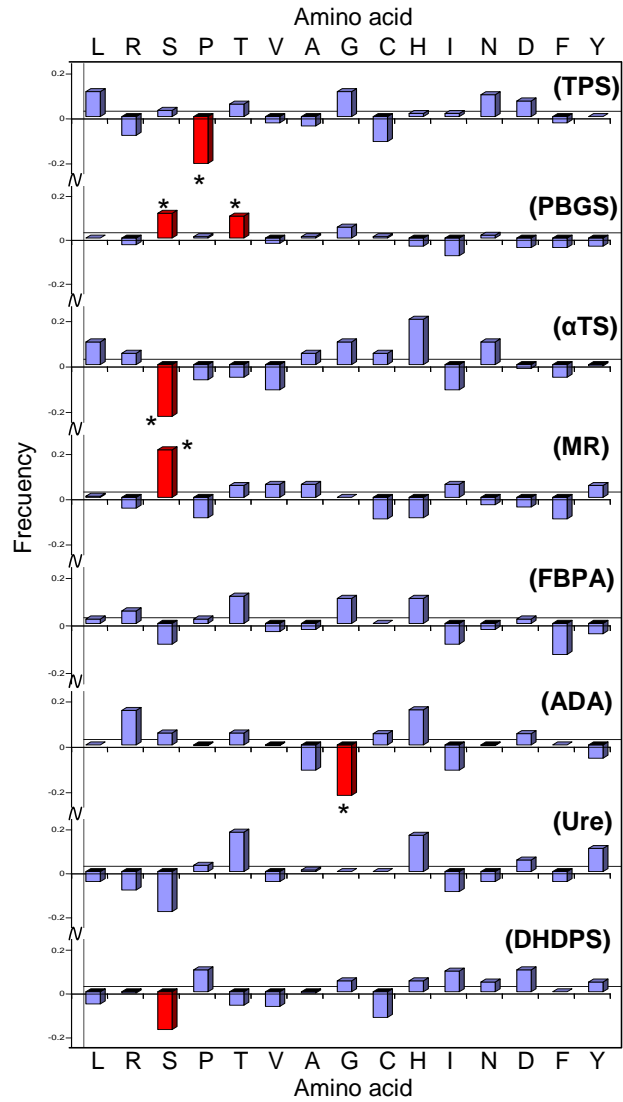 Amino acid
L R S P T V A G C H I N D F Y
0.2
(TPS)
0
-0.2
*
0.2
* *
(PBGS)
0
-0.2
0.2
(αTS)
0
-0.2
*
0.2
*
(MR)
0
-0.2
0.2
(FBPA)
0
-0.2
0.2
(ADA)
0
-0.2
*
0.2
(Ure)
0
-0.2
0.2
(DHDPS)
0
-0.2
Frecuency
L R S P T V A G C H I N D F Y
Amino acid